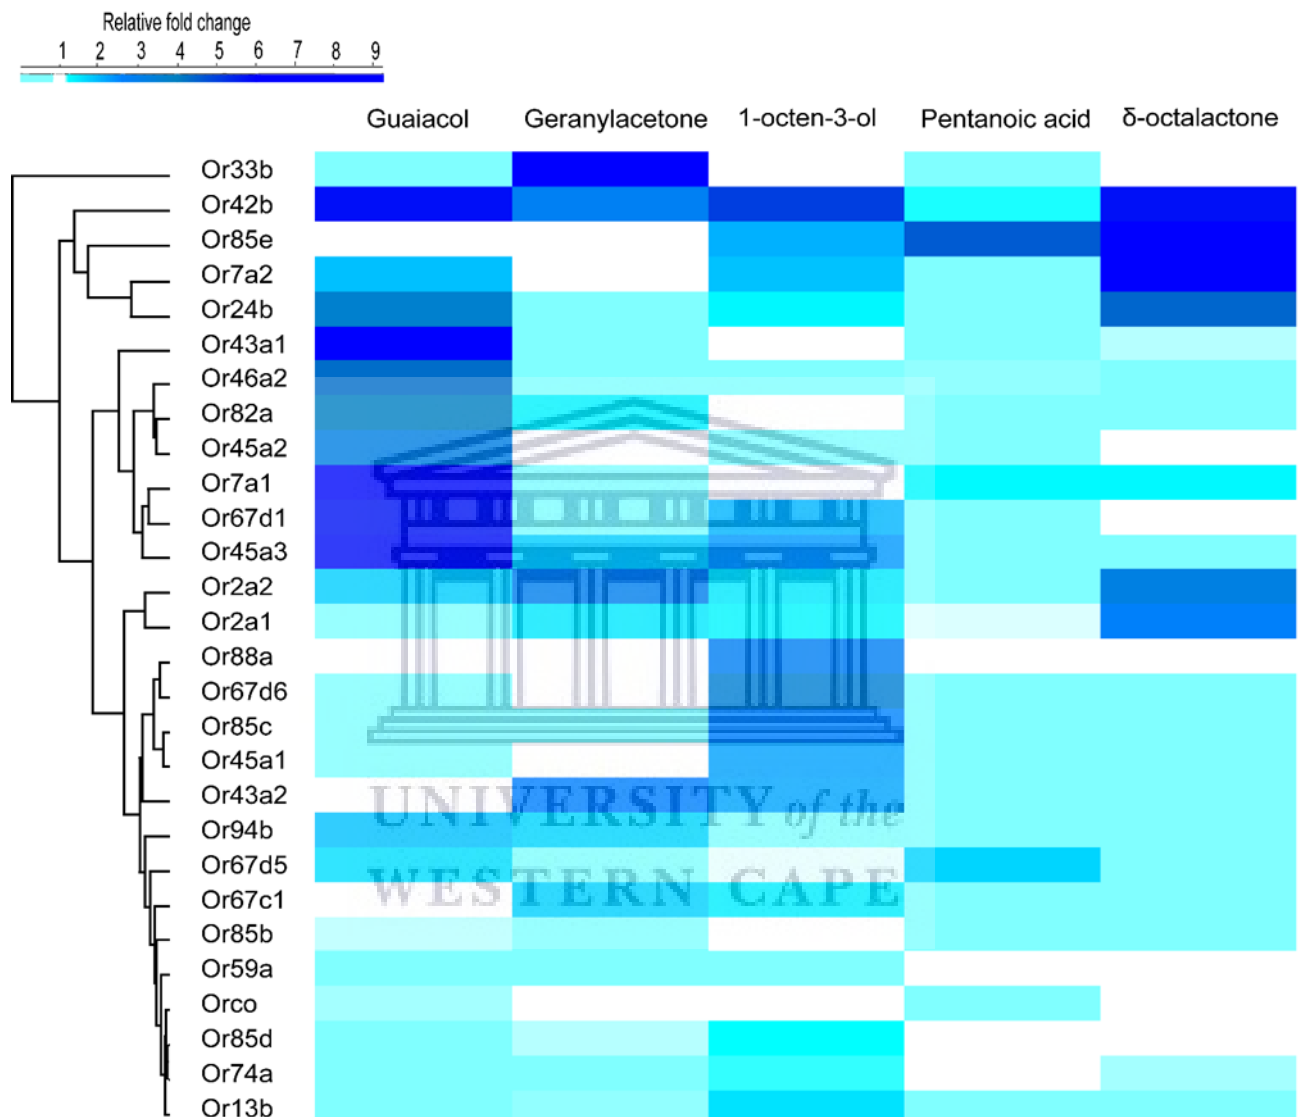 Relative fold change
1 2 3 4 5 6 7 8 9
Guaiacol Geranylacetone 1-octen-3-ol Pentanoic acid δ-octalactone
Or33b
Or42b
Or85e
Or7a2
Or24b
Or43a1
Or46a2
Or82a
Or45a2
Or7a1
Or67d1
Or45a3
Or2a2
Or2a1
Or88a
Or67d6
Or85c
Or45a1
Or43a2
Or94b
Or67d5
Or67c1
Or85b
Or59a
Orco
Or85d
Or74a
Or13b
UNIVERSITY of the
WESTERN CAPE